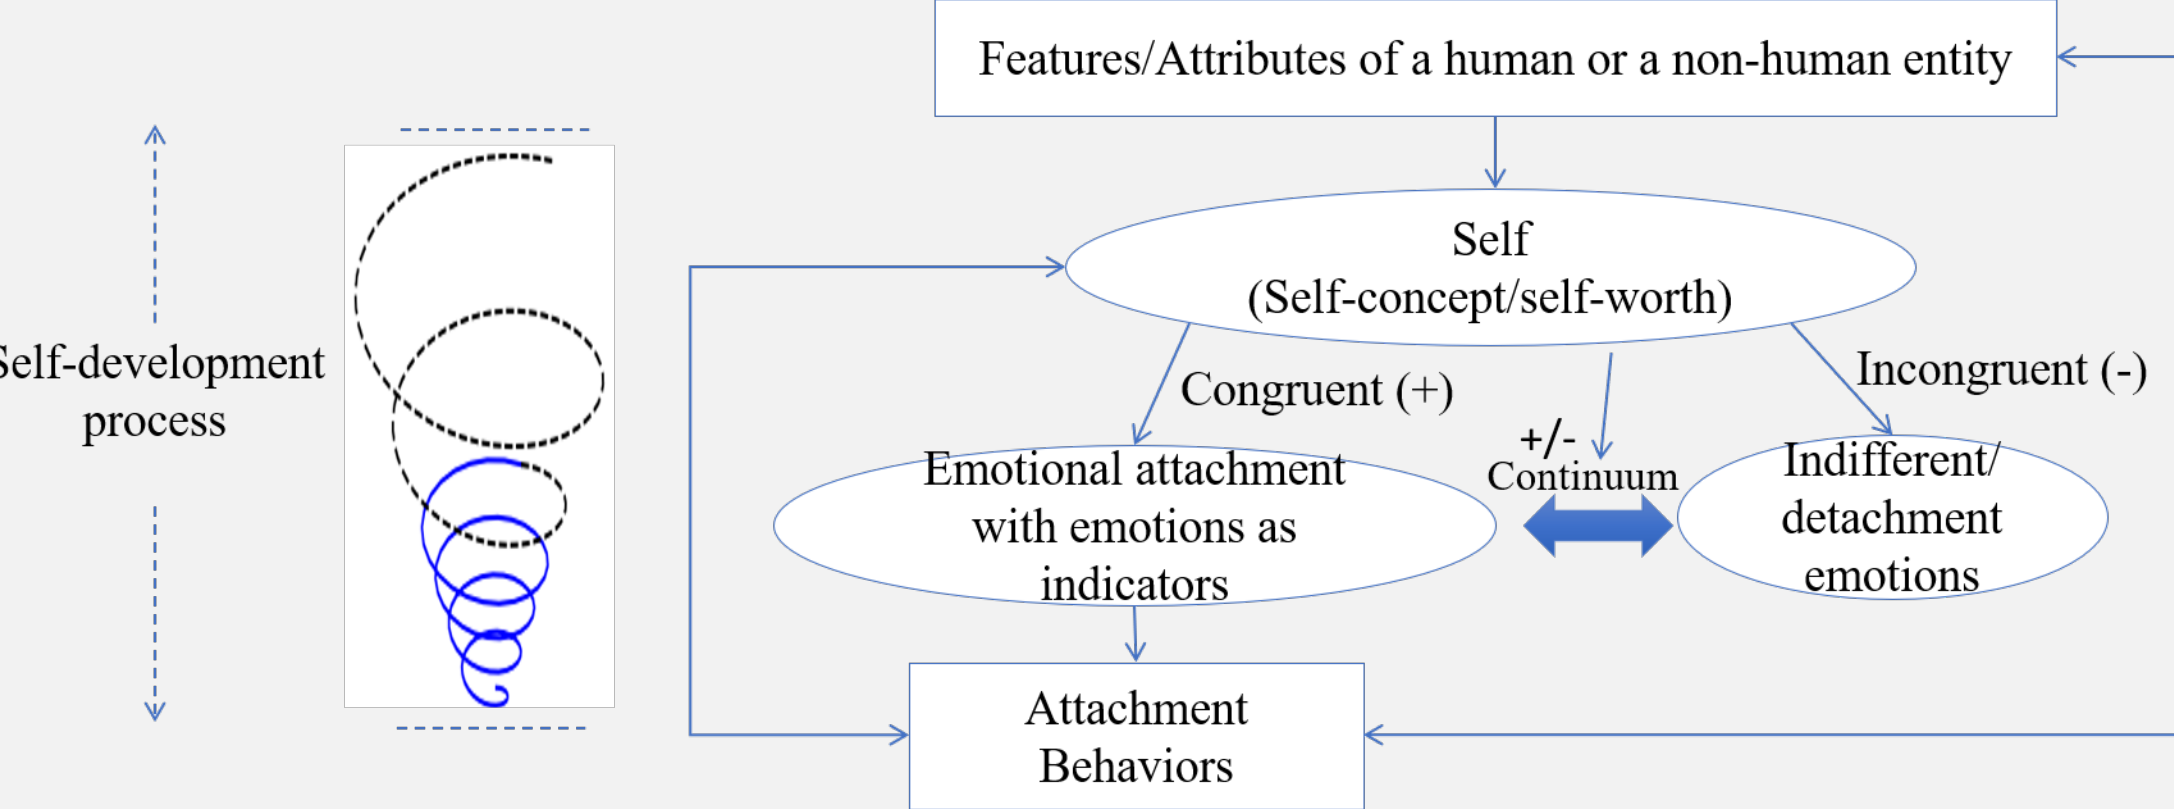 Features/Attributes of a human or a non-human entity
Self
(Self-concept/self-worth)
Self-development
process
Congruent (+)
Incongruent (-)
+/-
Continuum
Emotional attachment
with emotions as
indicators
Indifferent/
detachment
emotions
Attachment
Behaviors